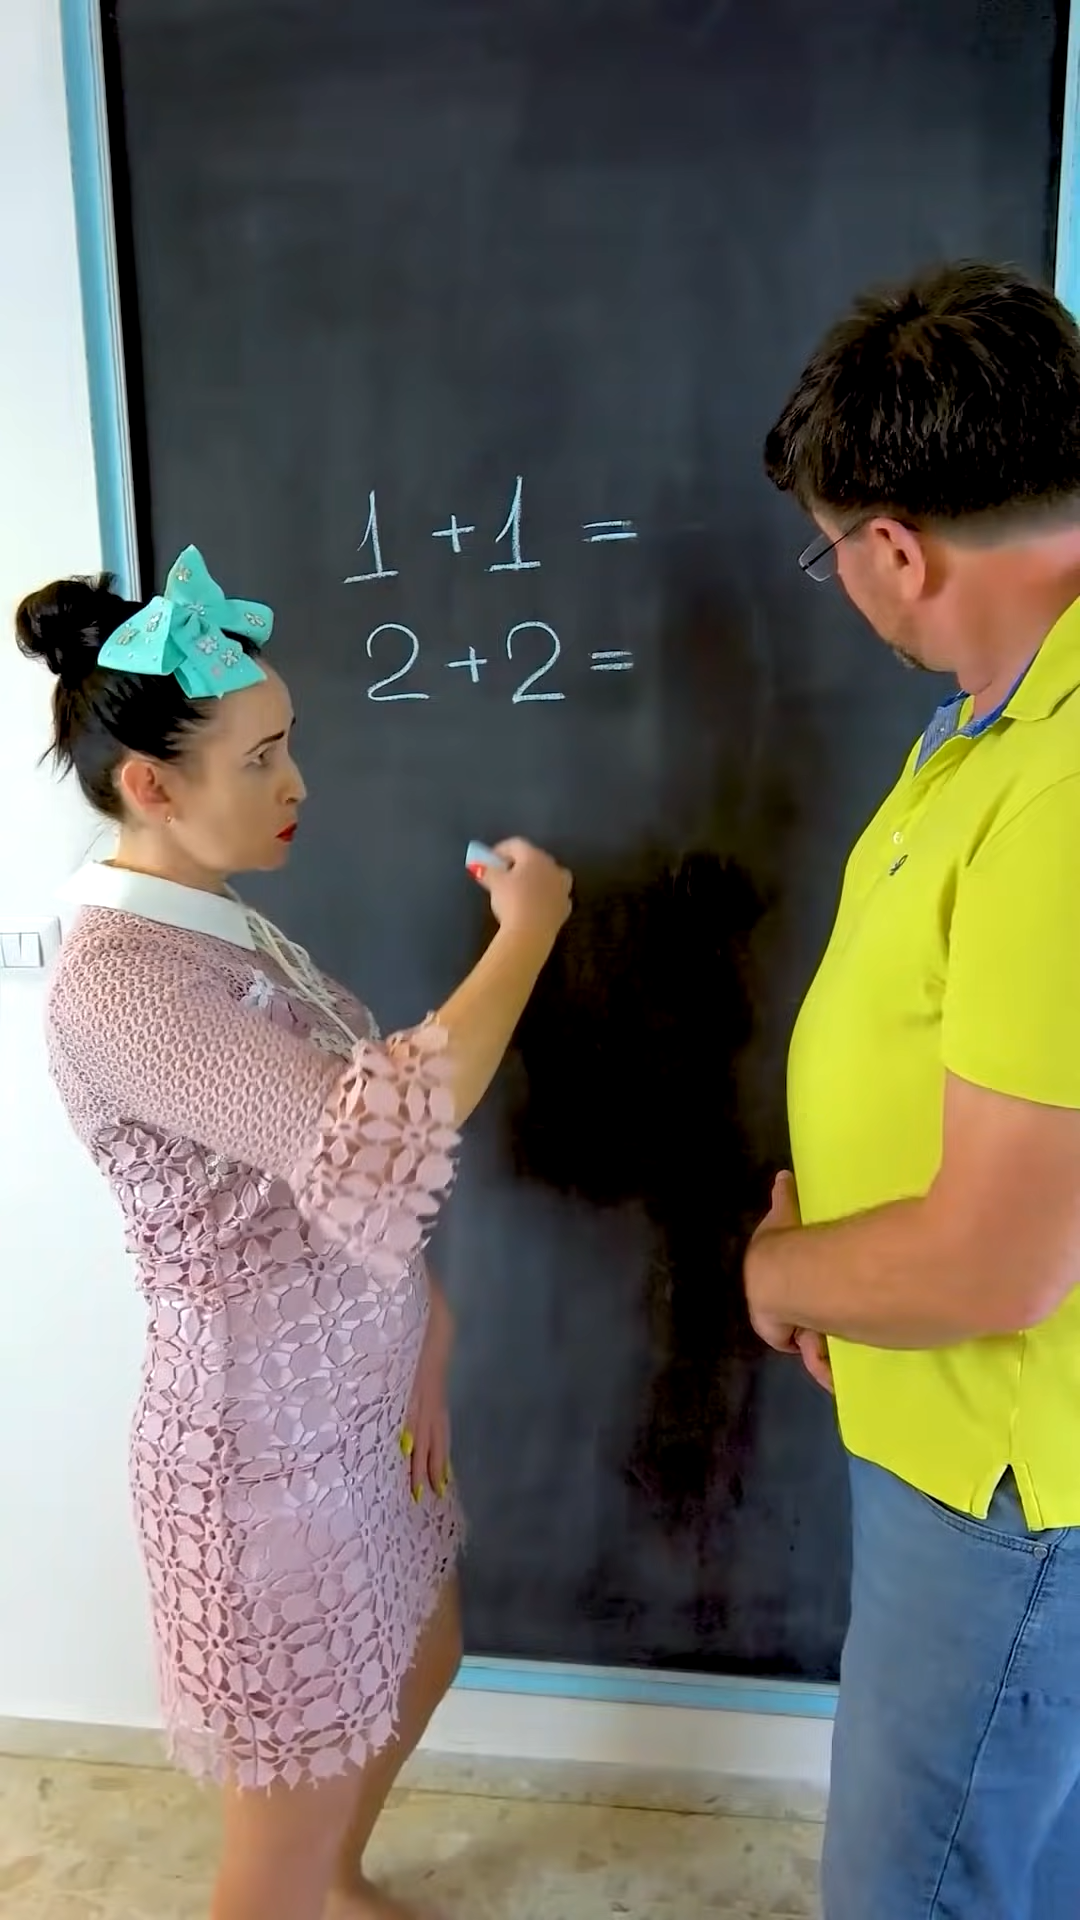 1 + 1 =
2 + 2 =